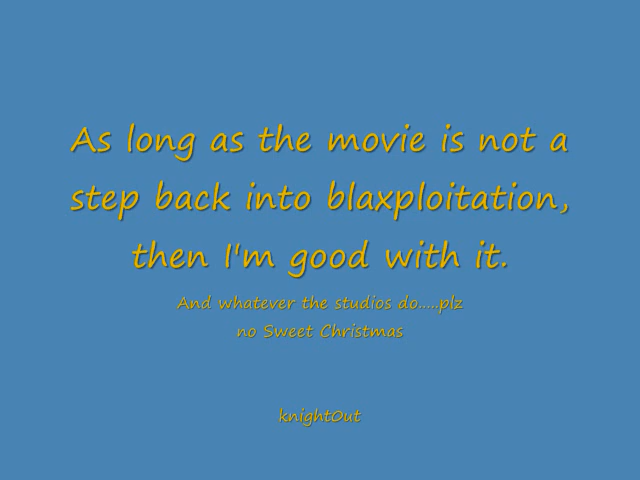 As long as the movie is not a
step back into blaxploitation,
then I'm good with it.
And whatever the studios do.....plz
no Sweet Christmas
knightOut